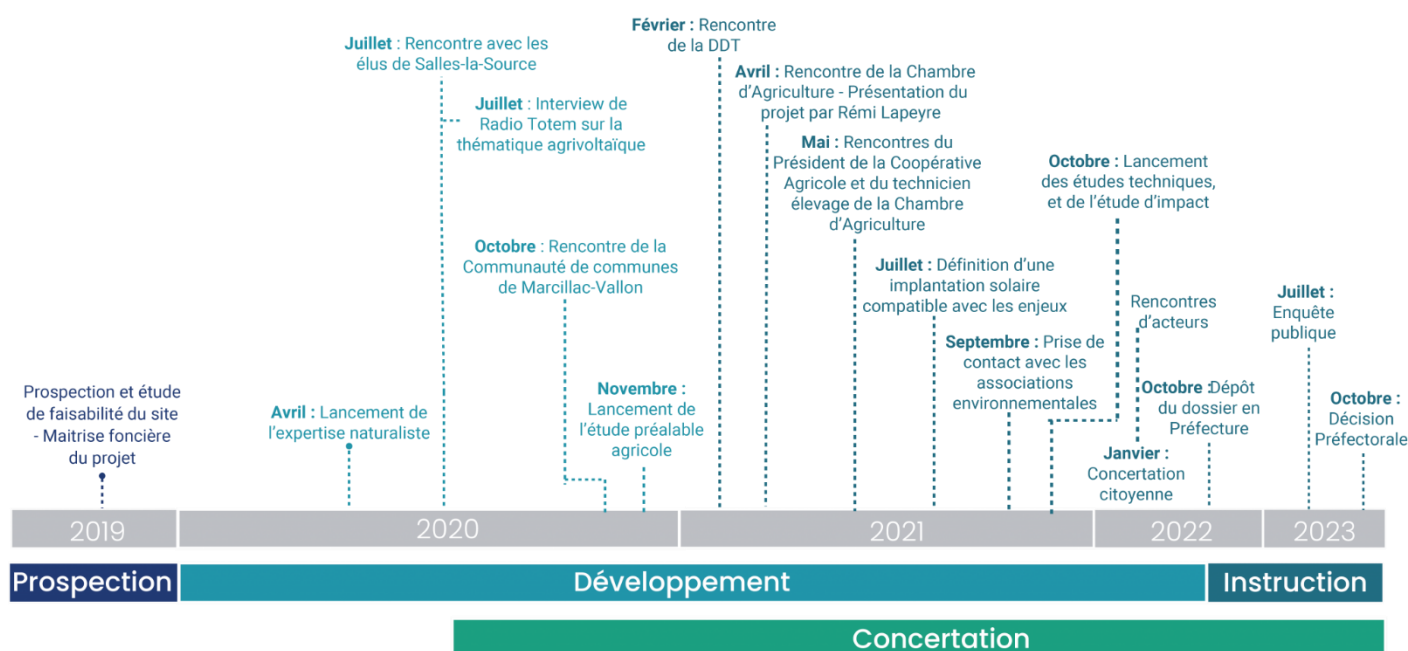 Prospection et étude
de faisabilité du site
- Maitrise foncière
du projet
Avril : Lancement de
l'expertise naturaliste
Juillet : Rencontre avec les
élus de Salles-la-Source
Juillet : Interview de
Radio Totem sur la
thématique agrivoltaïque
Octobre : Rencontre de la
Communauté de communes
de Marcillac-Vallon
Novembre :
Lancement de
l'étude préalable
agricole
Février : Rencontre
de la DDT
Avril : Rencontre de la Chambre
d'Agriculture - Présentation du
projet par Rémi Lapeyre
Mai : Rencontres du
Président de la Coopérative
Agricole et du technicien
élevage de la Chambre
d'Agriculture
Juillet : Définition d'une
implantation solaire
compatible avec les enjeux
Septembre : Prise de
contact avec les
associations
environnementales
Octobre : Lancement
des études techniques,
et de l'étude d'impact
Rencontres
d'acteurs
Janvier :
Concertation
citoyenne
Octobre : Dépôt
du dossier en
Préfecture
Juillet :
Enquête
publique
Octobre :
Décision
Préfectorale
2019
2020
2021
2022
2023
Prospection
Développement
Instruction
Concertation